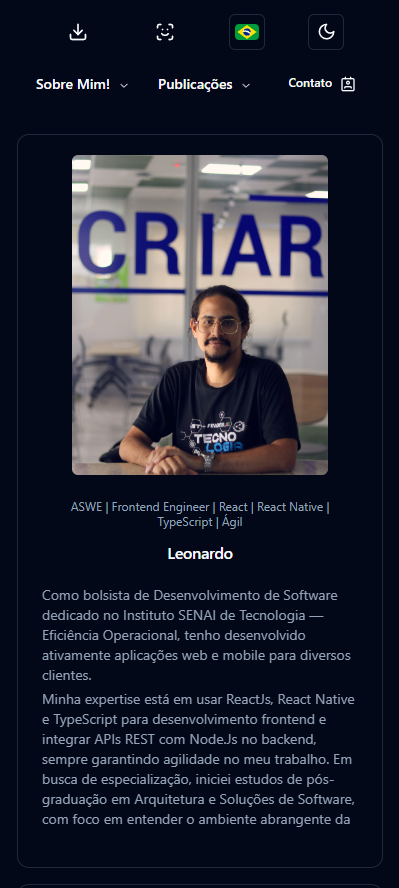 Sobre Mim! Publicações Contato
CRIAR
TECNO
LOGIA
ASWE | Frontend Engineer | React | React Native |
TypeScript | Ágil
Leonardo
Como bolsista de Desenvolvimento de Software
dedicado no Instituto SENAI de Tecnologia —
Eficiência Operacional, tenho desenvolvido
ativamente aplicações web e mobile para diversos
clientes.
Minha expertise está em usar ReactJs, React Native
e TypeScript para desenvolvimento frontend e
integrar APIs REST com NodeJs no backend,
sempre garantindo agilidade no meu trabalho. Em
busca de especialização, iniciei estudos de pós-
graduação em Arquitetura e Soluções de Software,
com foco em entender o ambiente abrangente da